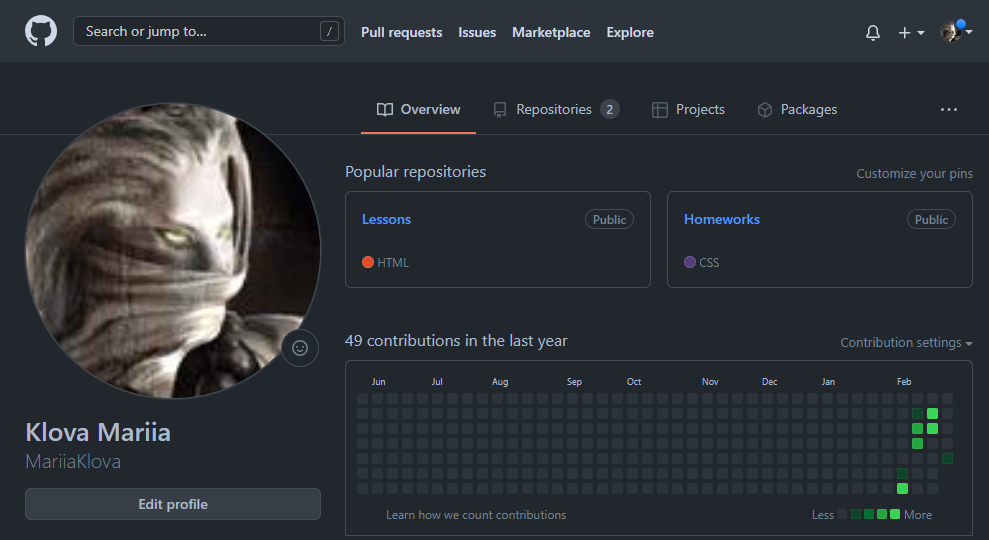 Search or jump to... /
Pull requests Issues Marketplace Explore
Overview Repositories 2 Projects Packages ...
Popular repositories Customize your pins
Lessons Public
HTML
Homeworks Public
CSS
49 contributions in the last year Contribution settings
Jun Jul Aug Sep Oct Nov Dec Jan Feb
Learn how we count contributions Less More
Klova Mariia
MariiaKlova
Edit profile